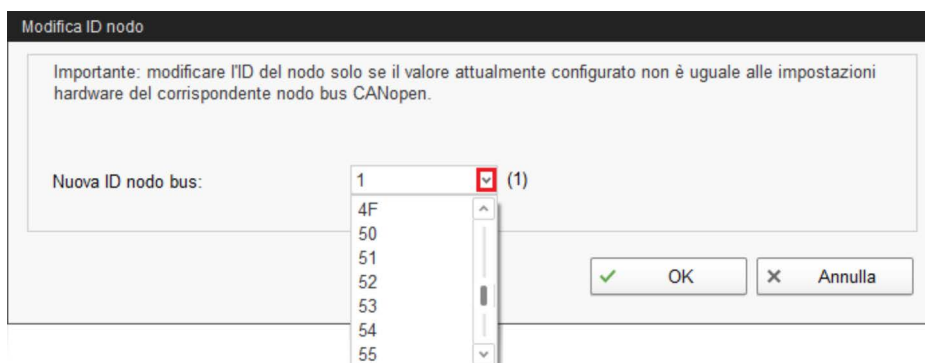 Modifica ID nodo
Importante: modificare l'ID del nodo solo se il valore attualmente configurato non è uguale alle impostazioni
hardware del corrispondente nodo bus CANopen.
Nuova ID nodo bus: 1 (1)
4F
50
51
52
53
54
55
OK Annulla